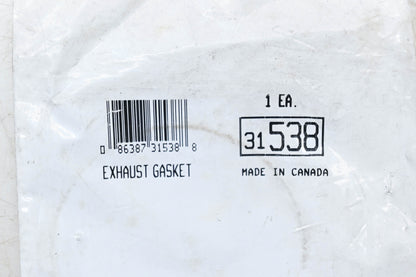 1 EA.
31538
0 86387 31538 8
EXHAUST GASKET
MADE IN CANADA